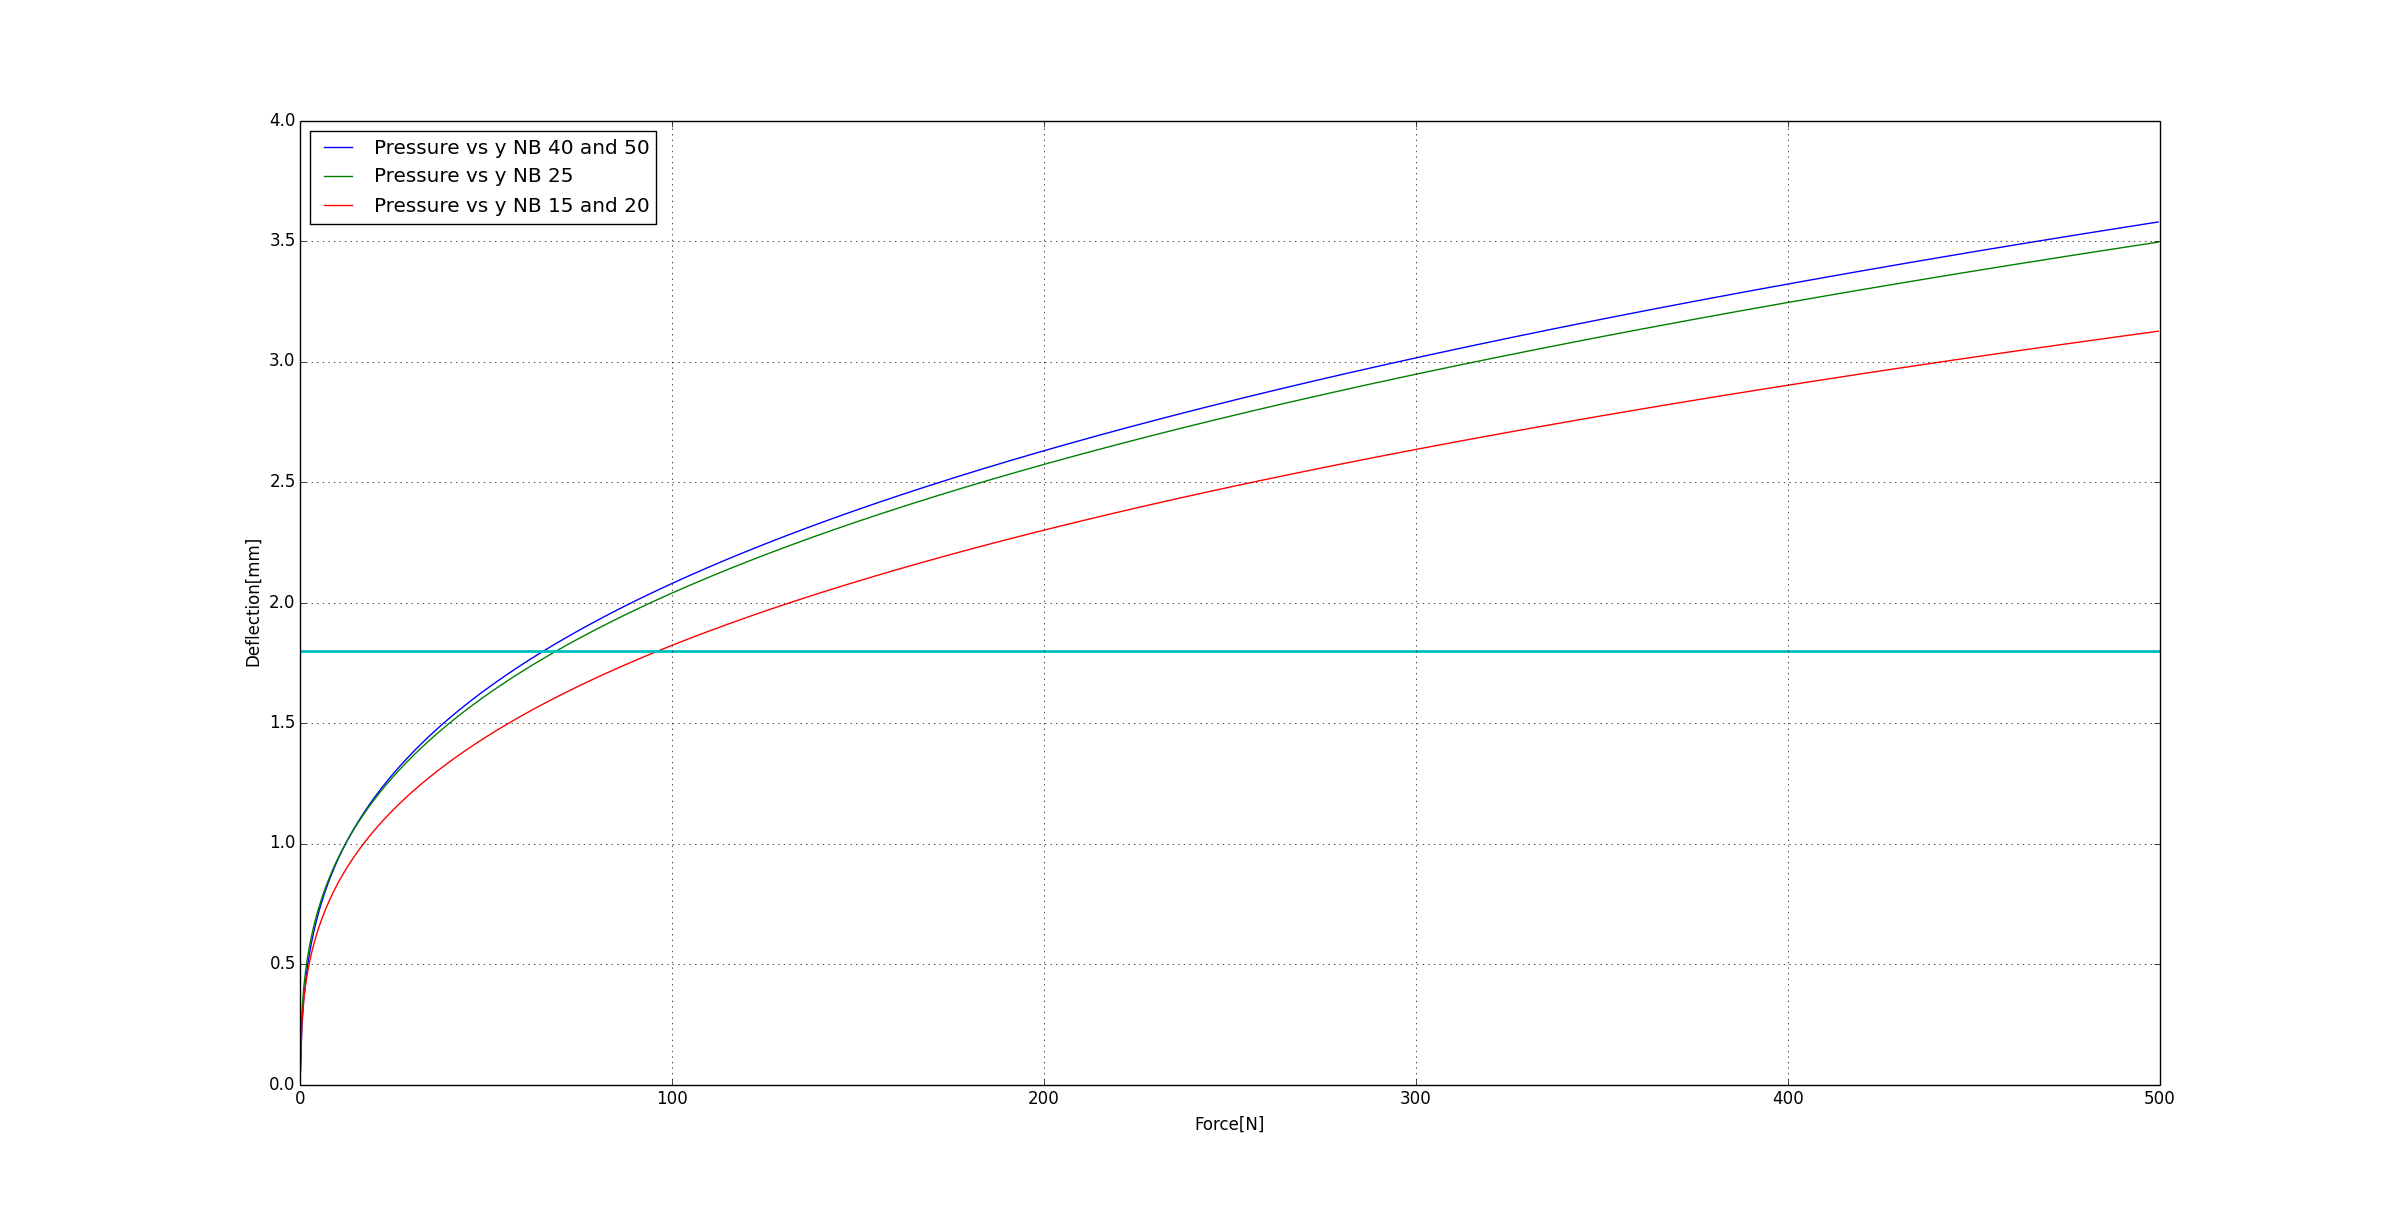 4.0
Pressure vs y NB 40 and 50
Pressure vs y NB 25
Pressure vs y NB 15 and 20
3.5
3.0
2.5
Deflection[mm]
2.0
1.5
1.0
0.5
0.0
0 100 200 300 400 500
Force[N]